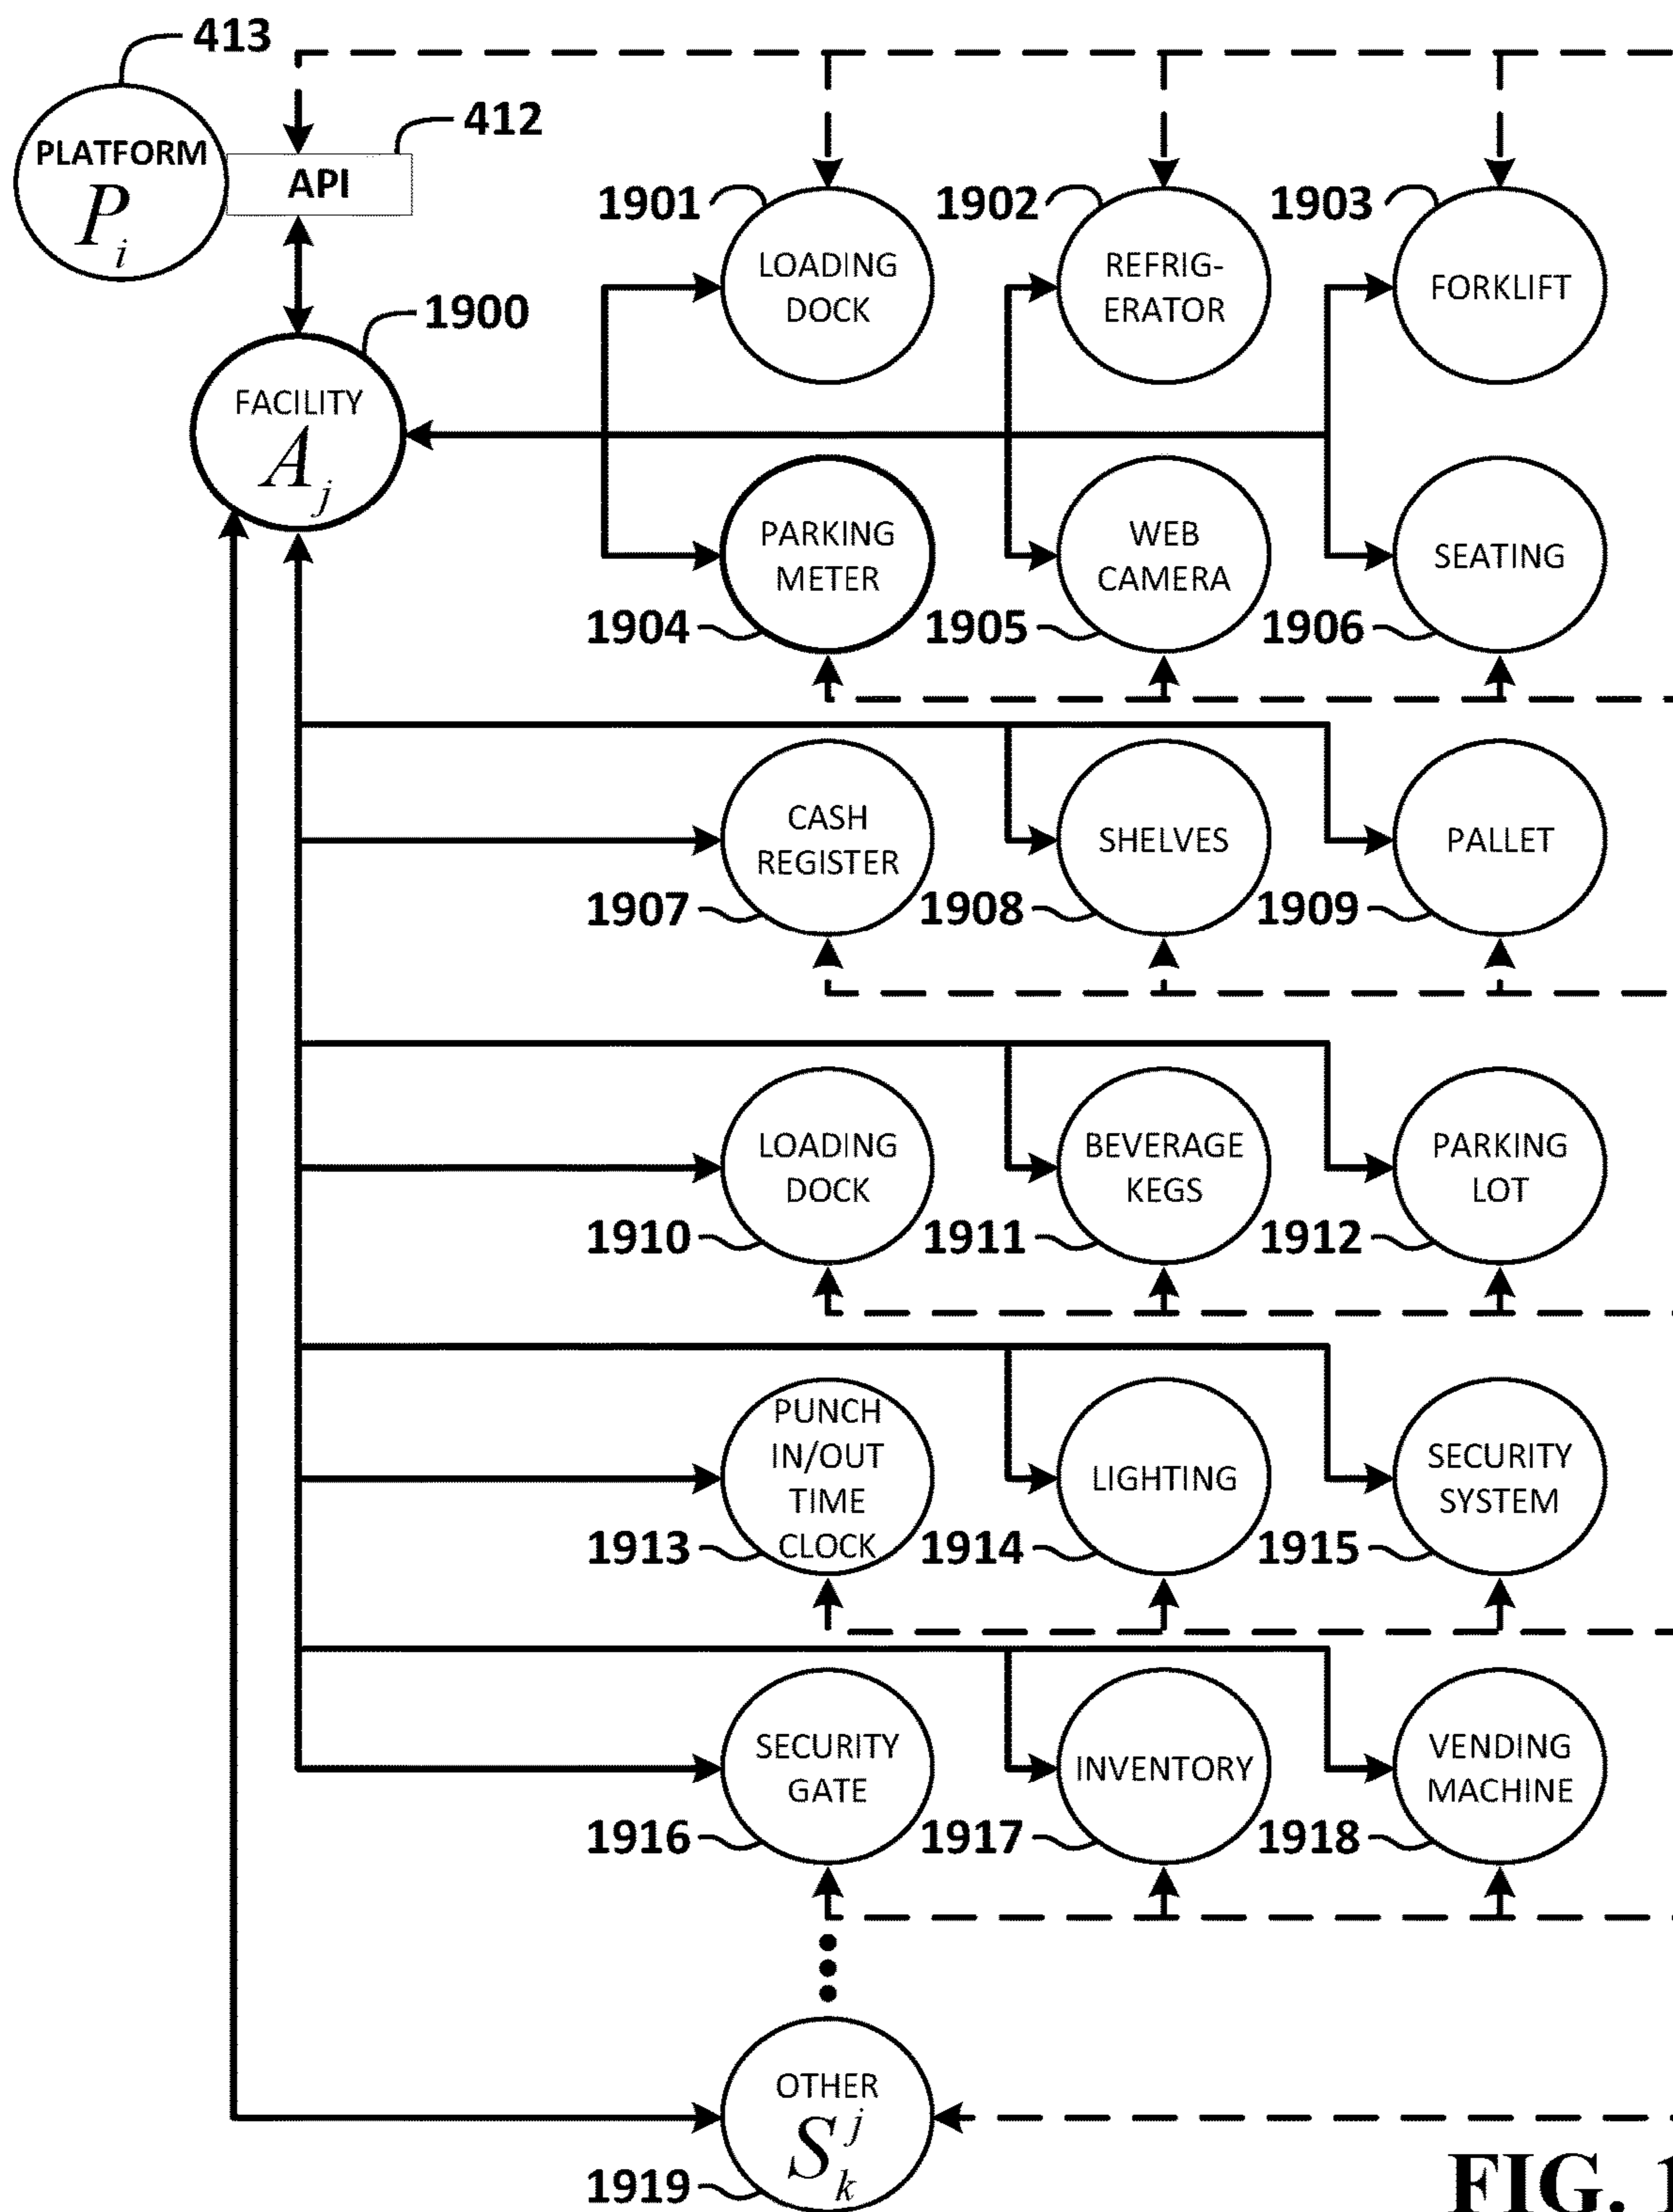 413
PLATFORM
P i
412
API
1900
FACILITY
A j
1901
LOADING
DOCK
1902
REFRIG-
ERATOR
1903
FORKLIFT
PARKING
METER
1904
WEB
CAMERA
1905
SEATING
1906
CASH
REGISTER
1907
SHELVES
1908
PALLET
1909
LOADING
DOCK
1910
BEVERAGE
KEGS
1911
PARKING
LOT
1912
PUNCH
IN/OUT
TIME
CLOCK
1913
LIGHTING
1914
SECURITY
SYSTEM
1915
SECURITY
GATE
1916
INVENTORY
1917
VENDING
MACHINE
1918
OTHER
S j k
1919
FIG. 1